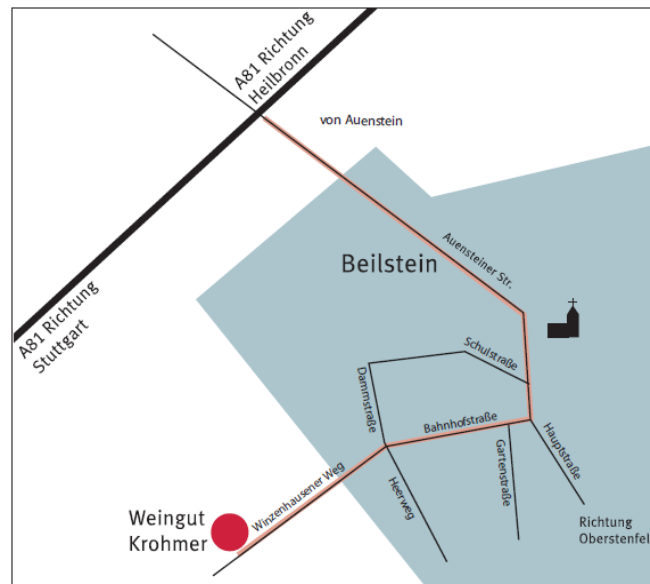 A81 Richtung
Heilbronn
von Auenstein
Auensteiner Str.
Beilstein
A81 Richtung
Stuttgart
Schulstraße
Dammstraße
Bahnhofstraße
Hauptstraße
Gartenstraße
Heerweg
Winzenhausener Weg
Weingut
Krohmer
Richtung
Oberstenfel